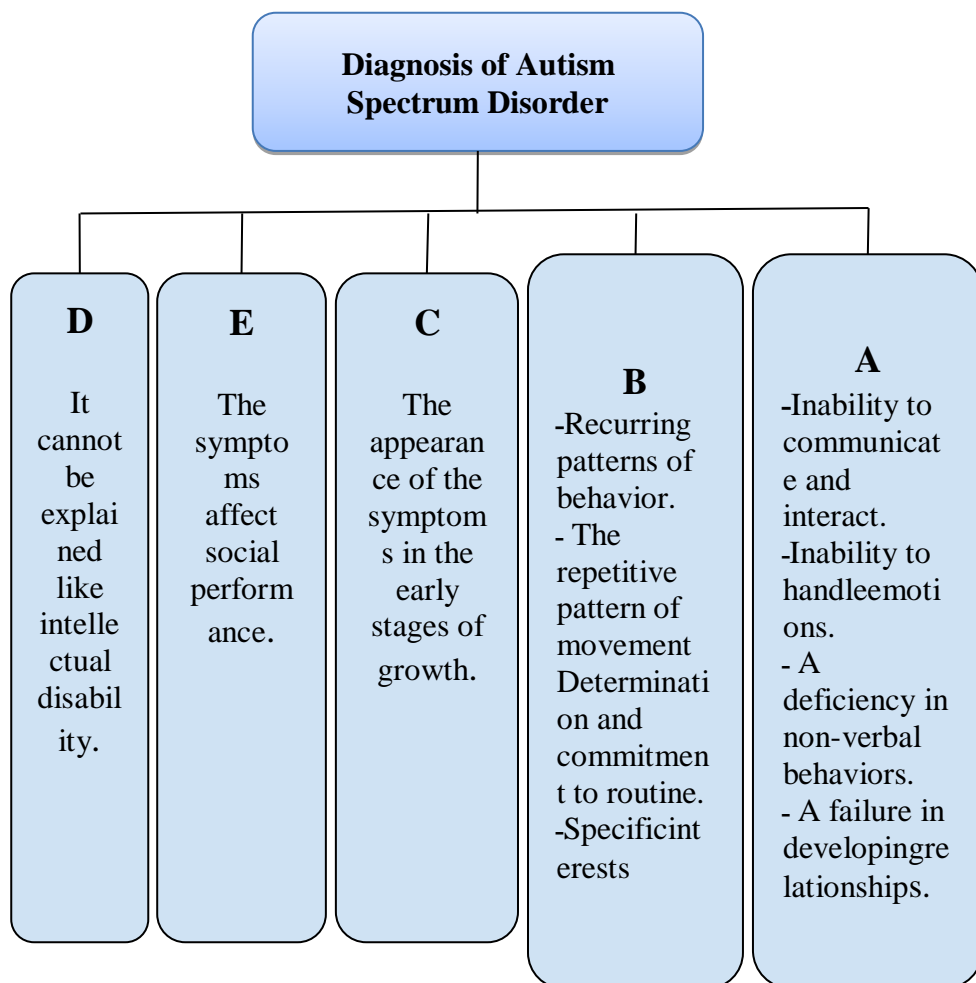 Diagnosis of Autism
Spectrum Disorder
D
It
cannot
be
explai
ned
like
intelle
ctual
disabil
ity.
E
The
sympto
ms
affect
social
perform
ance.
C
The
appearan
ce of the
symptom
s in the
early
stages of
growth.
B
-Recurring
patterns of
behavior.
- The
repetitive
pattern of
movement
Determinati
on and
commitmen
t to routine.
-Specificint
erests
A
-Inability to
communicat
e and
interact.
-Inability to
handleemoti
ons.
- A
deficiency in
non-verbal
behaviors.
- A failure in
developingre
lationships.